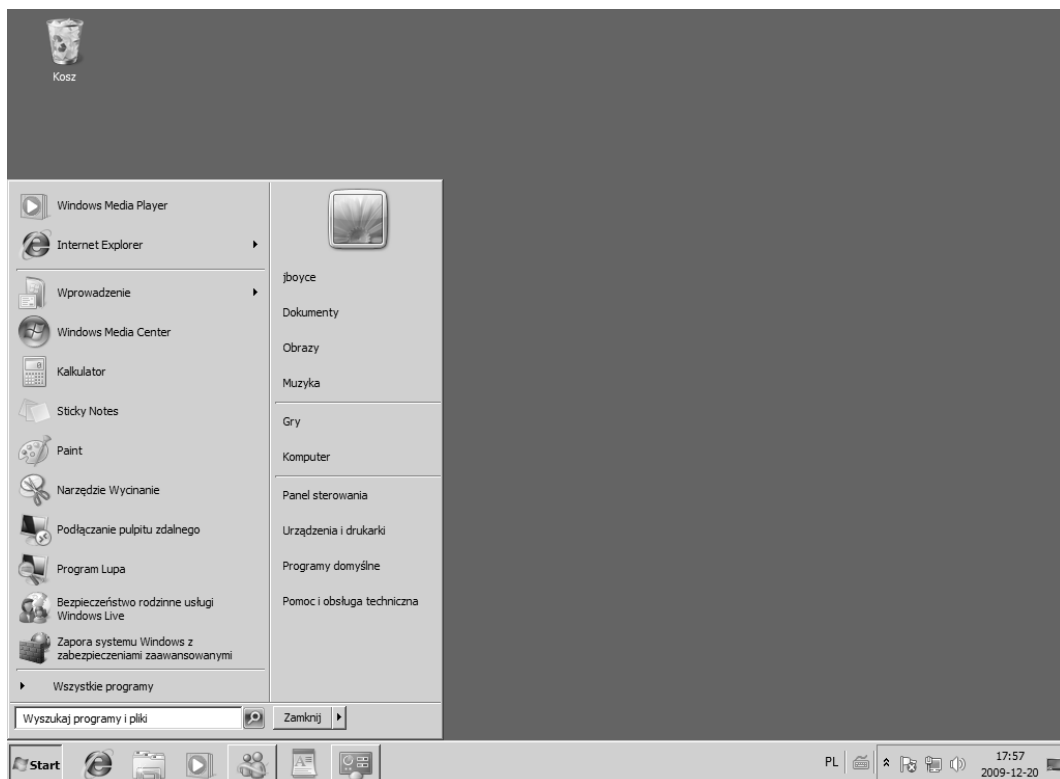 Kosz
Windows Media Player
Internet Explorer
Wprowadzenie
Windows Media Center
Kalkulator
Sticky Notes
Paint
Narzędzie Wycinanie
Podłączanie pulpitu zdalnego
Program Lupa
Bezpieczeństwo rodzinne usługi
Windows Live
Zapora systemu Windows z
zabezpieczeniami zaawansowanymi
Wszystkie programy
Wyszukaj programy i pliki
jboyce
Dokumenty
Obrazy
Muzyka
Gry
Komputer
Panel sterowania
Urządzenia i drukarki
Programy domyślne
Pomoc i obsługa techniczna
Zamknij
Start
PL
17:57
2009-12-20